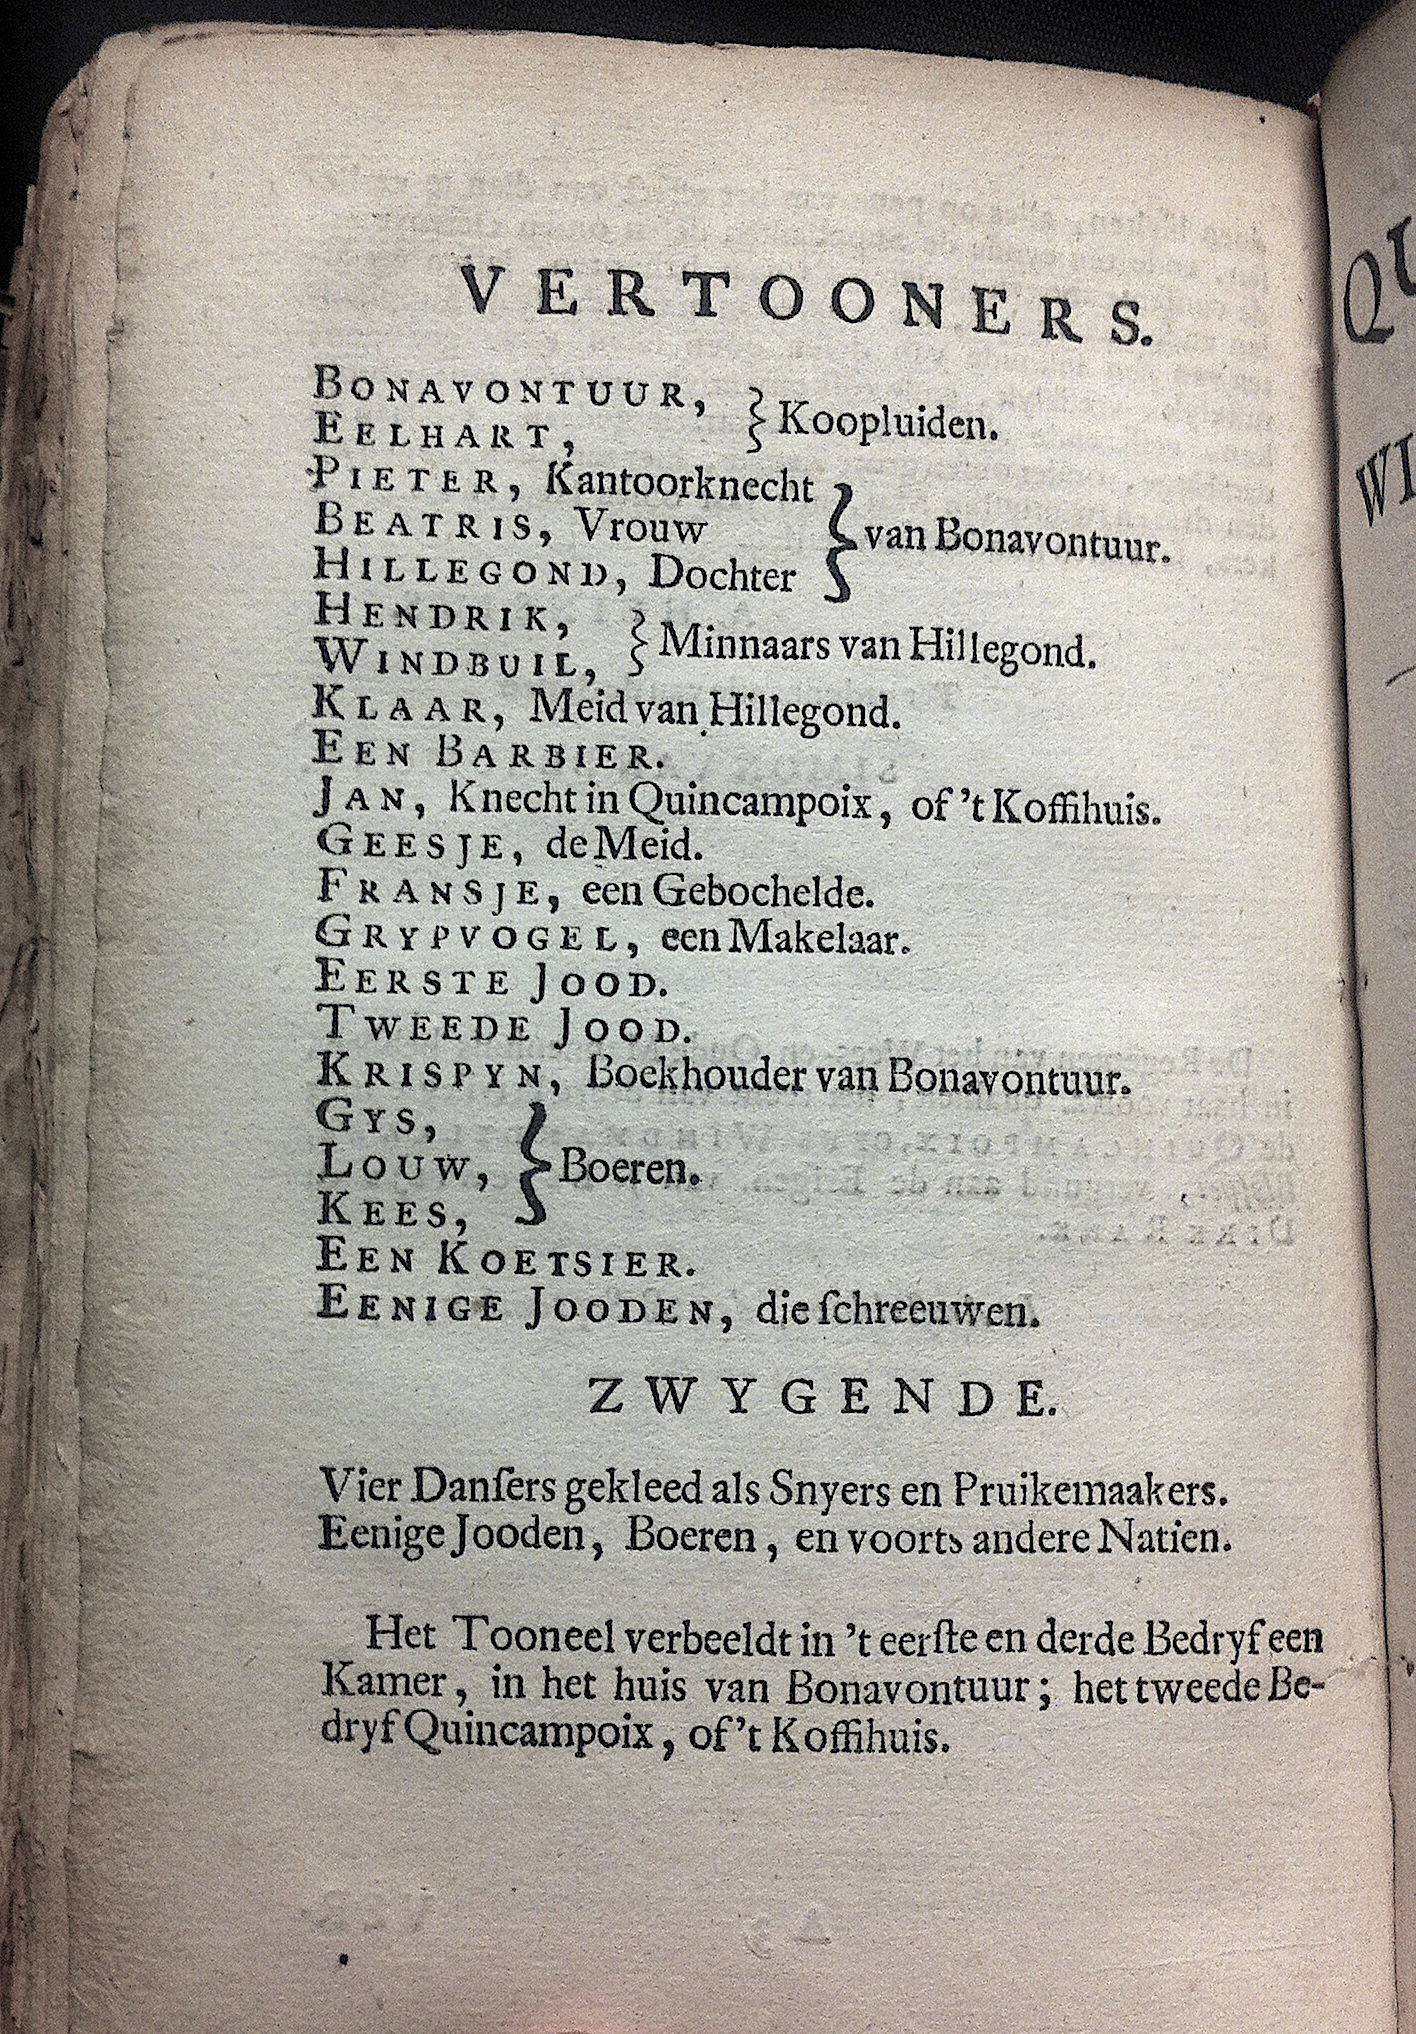 VERTOONERS.
BONAVONTUUR,
EELHART, } Koopluiden.
PIETER, Kantoorknecht
BEATRIS, Vrouw } van Bonavontuur.
HILLEGOND, Dochter
HENDRIK,
WINDBUIL, } Minnaars van Hillegond.
KLAAR, Meid van Hillegond.
EEN BARBIER.
JAN, Knecht in Quincampoix, of 't Koffihuis.
GEESJE, de Meid.
FRANSJE, een Gebochelde.
GRYPVOGEL, een Makelaar.
EERSTE JOOD.
TWEEDE JOOD.
KRISPYN, Boekhouder van Bonavontuur.
GYS,
LOUW, } Boeren.
KEES,
EEN KOETSIER.
EENIGE JOODEN, die ſchreeuwen.
ZWYGENDE.
Vier Danſers gekleed als Snyers en Pruikemaakers.
Eenige Jooden, Boeren, en voorts andere Natien.
Het Tooneel verbeeldt in 't eerſte en derde Bedryf een
Kamer, in het huis van Bonavontuur; het tweede Be-
dryf Quincampoix, of 't Koffihuis.
QU
WI